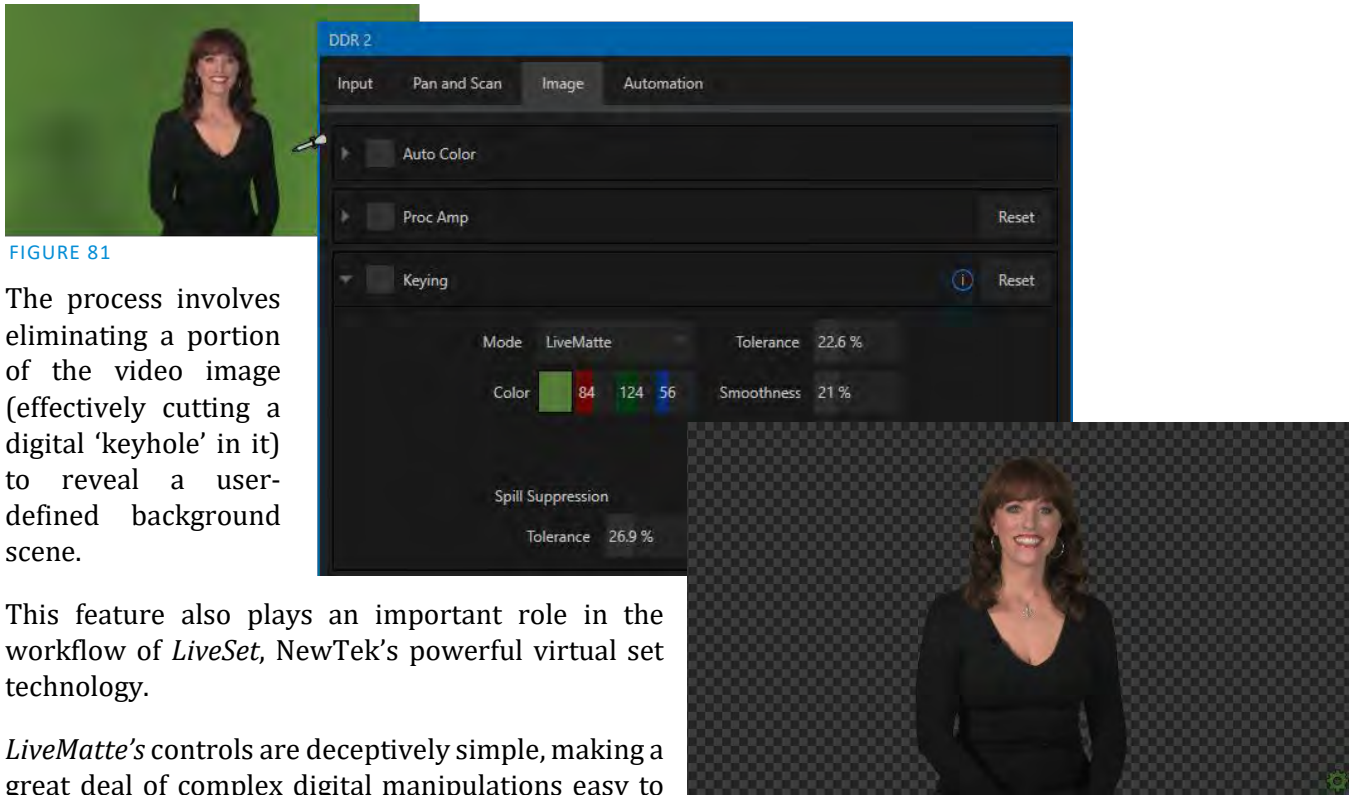 DDR 2
Input Pan and Scan Image Automation
Auto Color
Proc Amp Reset
Keying i Reset
Mode LiveMatte Tolerance 22.6 %
Color 84 124 56 Smoothness 21 %
Spill Suppression
Tolerance 26.9 %
FIGURE 81
The process involves
eliminating a portion
of the video image
(effectively cutting a
digital ‘keyhole’ in it)
to reveal a user-
defined background
scene.
This feature also plays an important role in the
workflow of LiveSet, NewTek’s powerful virtual set
technology.
LiveMatte’s controls are deceptively simple, making a
great deal of complex digital manipulations easy to